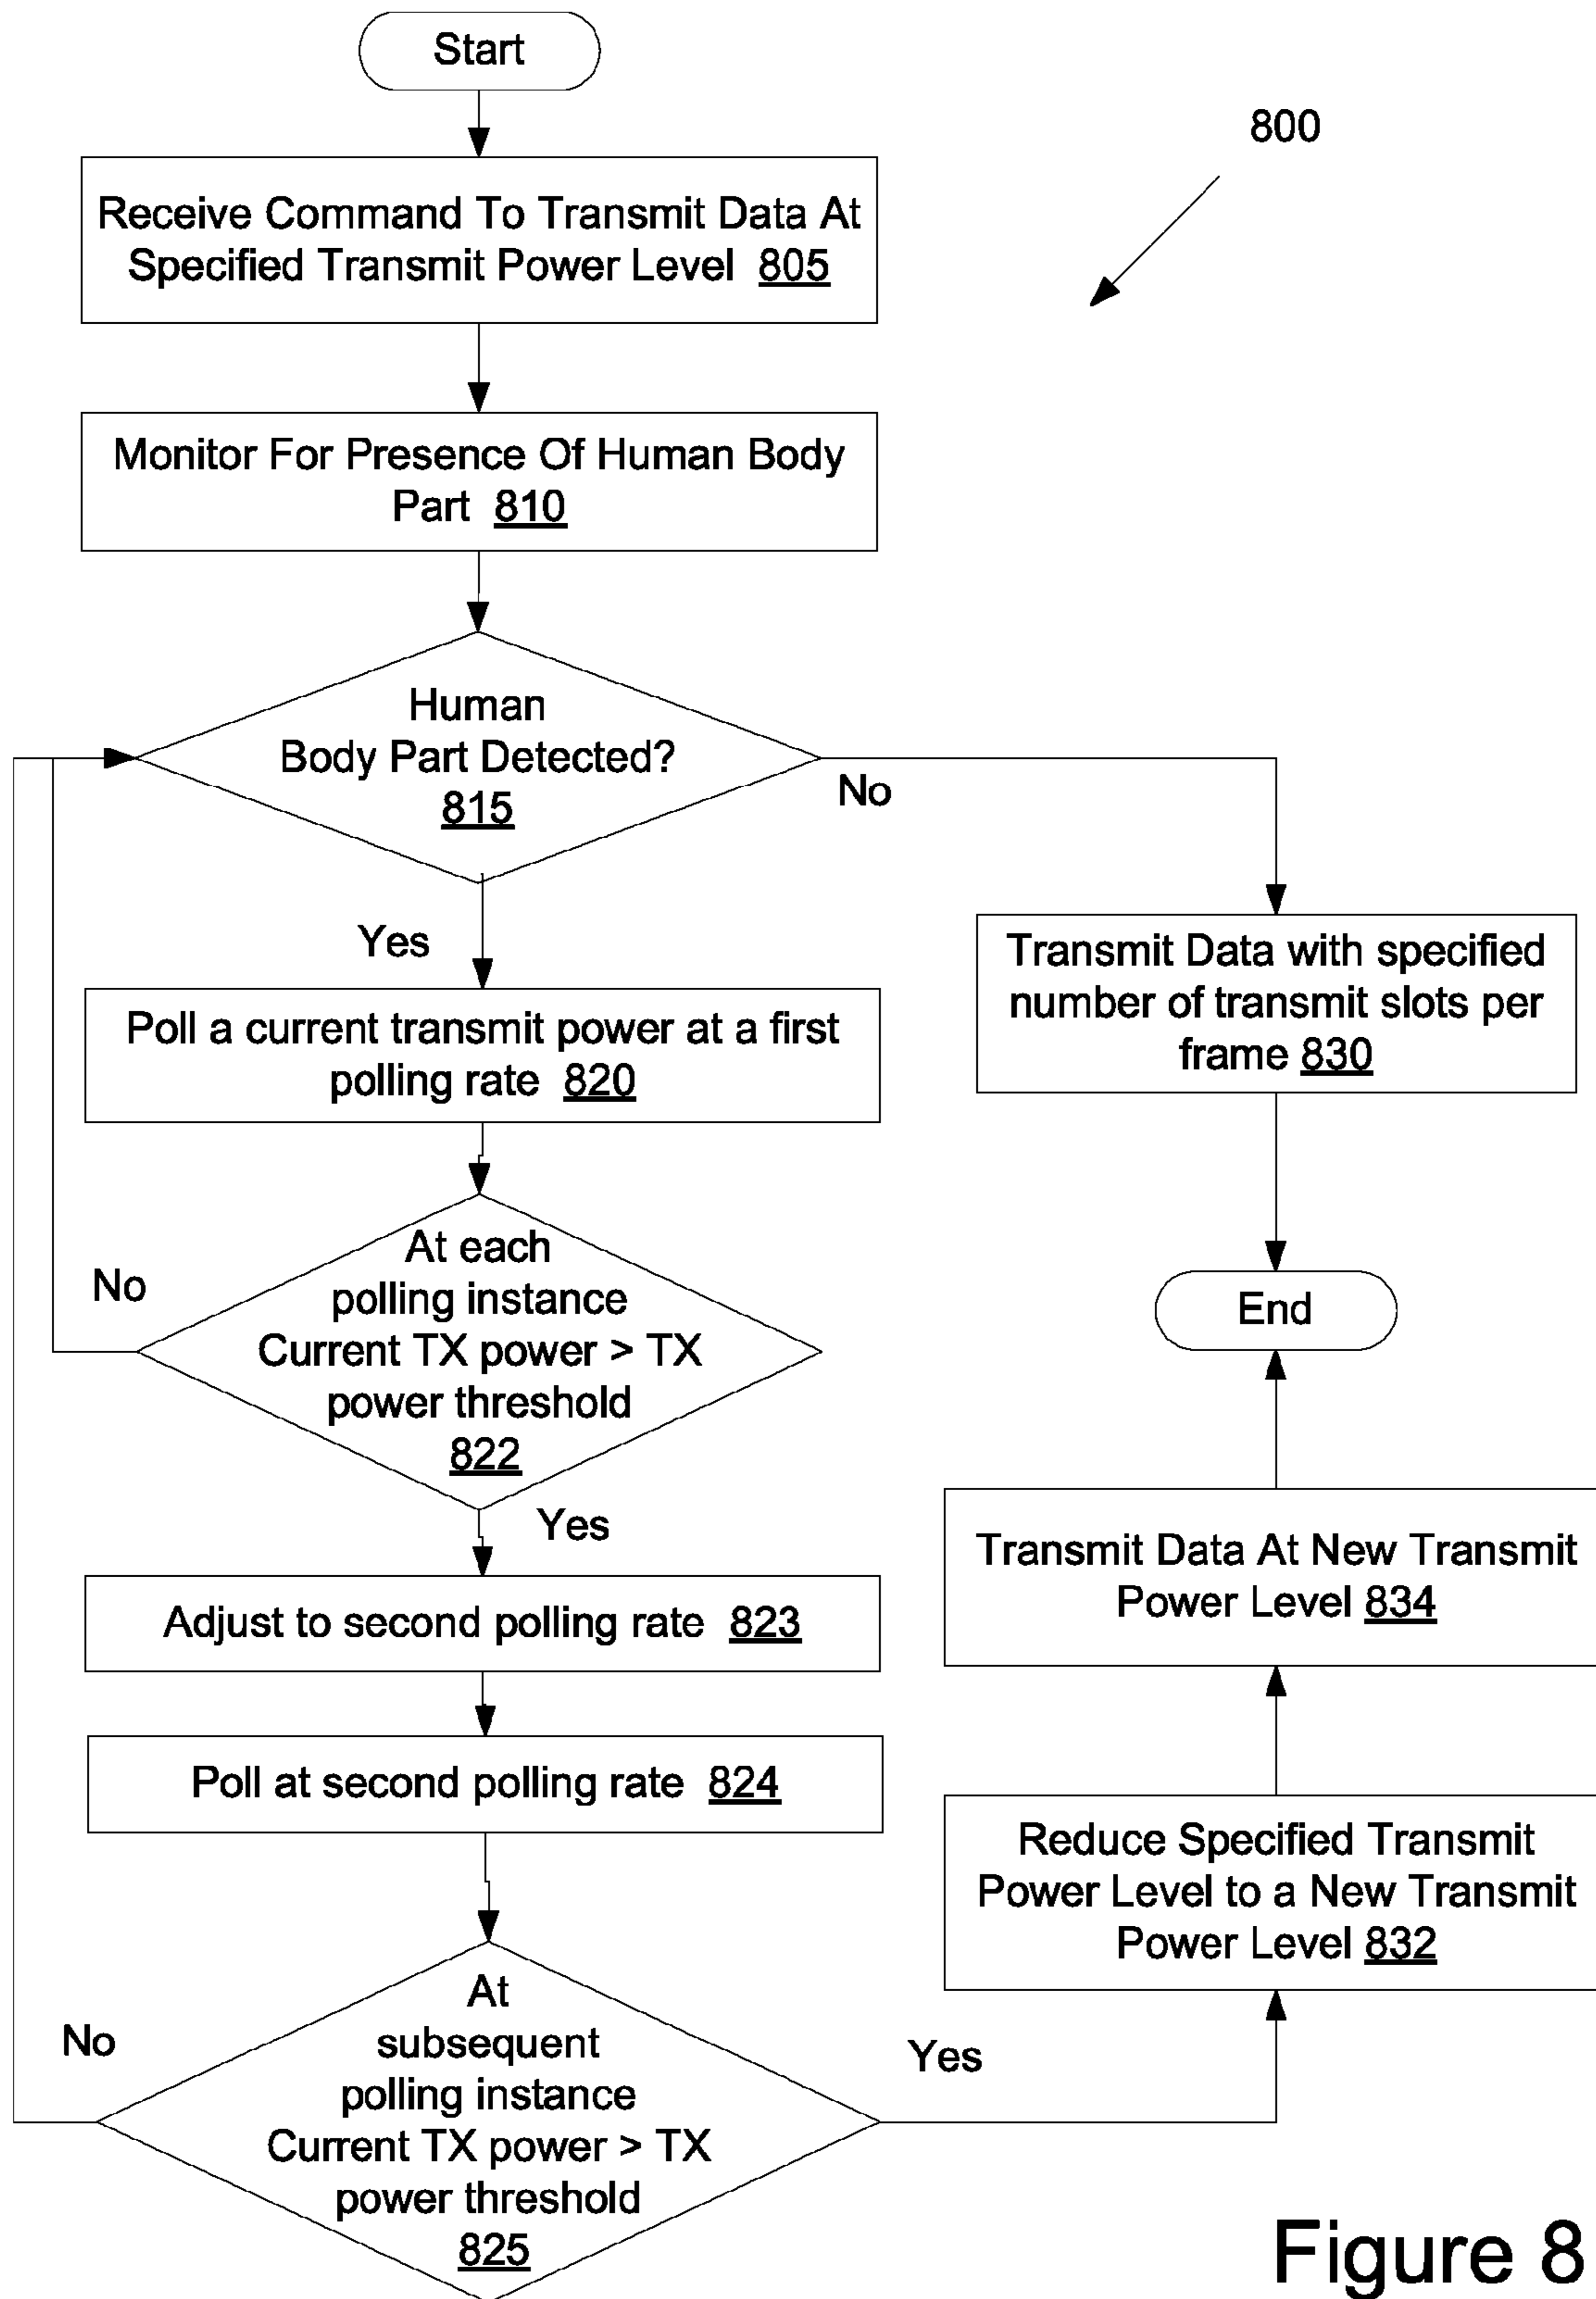 Start
800
Receive Command To Transmit Data At
Specified Transmit Power Level 805
Monitor For Presence Of Human Body
Part 810
Human
Body Part Detected?
815
No
Yes
Transmit Data with specified
number of transmit slots per
frame 830
Poll a current transmit power at a first
polling rate 820
At each
polling instance
Current TX power > TX
power threshold
822
No
End
Yes
Adjust to second polling rate 823
Transmit Data At New Transmit
Power Level 834
Poll at second polling rate 824
Reduce Specified Transmit
Power Level to a New Transmit
Power Level 832
At
subsequent
polling instance
Current TX power > TX
power threshold
825
No
Yes
Figure 8